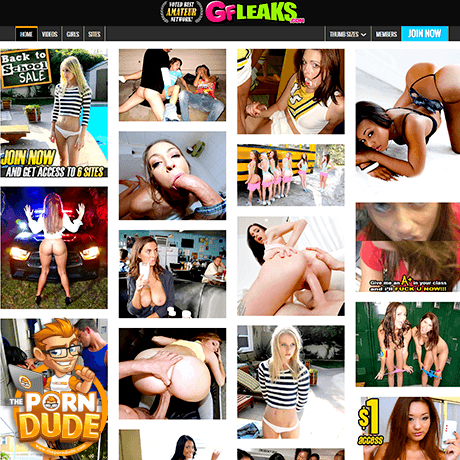 VOTED BEST
AMATEUR
NETWORK!
GFLEAKS.COM
HOME
VIDEOS
GIRLS
SITES
THUMB SIZES
MEMBERS
JOIN NOW
Back to
School
SALE
JOIN NOW
AND GET ACCESS TO 6 SITES
Give me an A+ in your class
and i'll FUCK U NOW!!!
THE
PORN
DUDE
$1
access